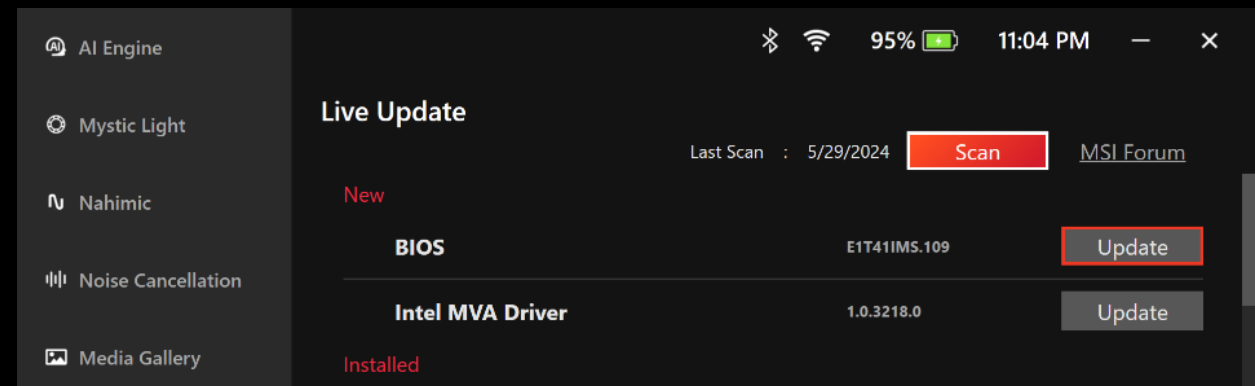 AI Engine
Mystic Light
Nahimic
Noise Cancellation
Media Gallery
95% 11:04 PM
Live Update
Last Scan : 5/29/2024 Scan MSI Forum
New
BIOS E1T41IMS.109 Update
Intel MVA Driver 1.0.3218.0 Update
Installed